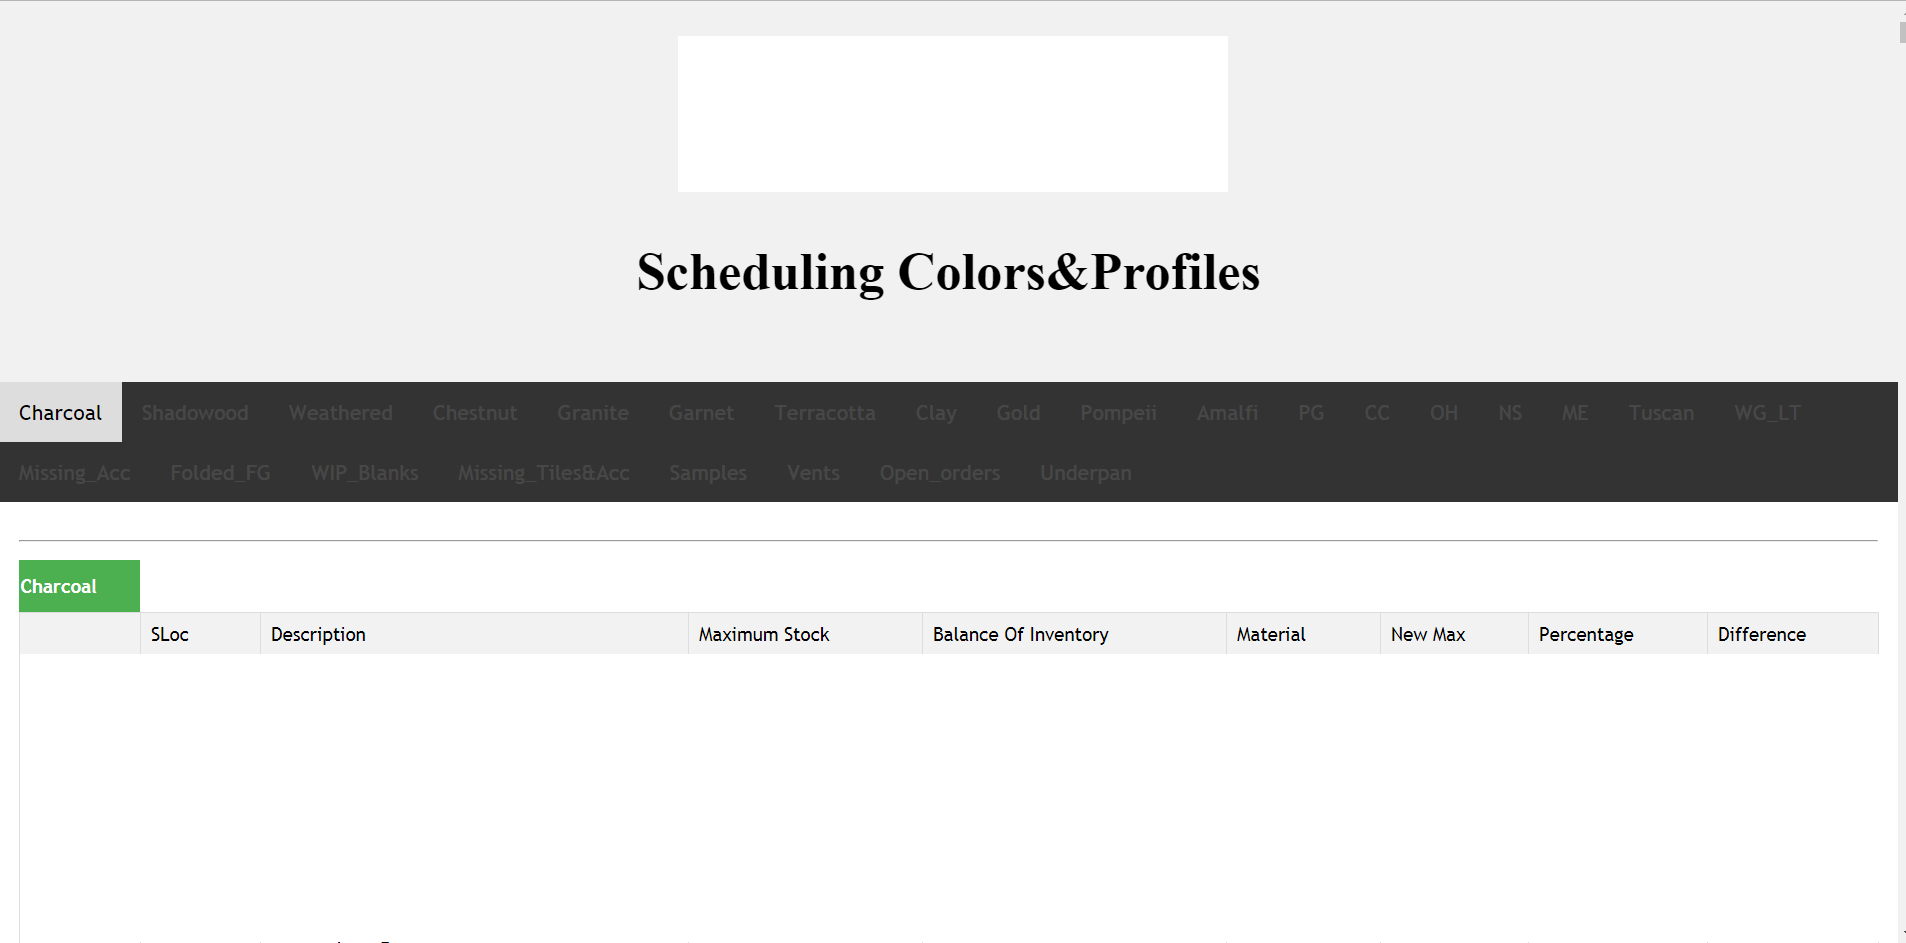 Scheduling Colors&Profiles
Charcoal Shadowood Weathered Chestnut Granite Garnet Terracotta Clay Gold Pompeii Amalfi PG CC OH NS ME Tuscan WG_LT
Missing_Acc Folded_FG WIP_Blanks Missing_Tiles&Acc Samples Vents Open_orders Underpan
Charcoal
SLoc Description Maximum Stock Balance Of Inventory Material New Max Percentage Difference